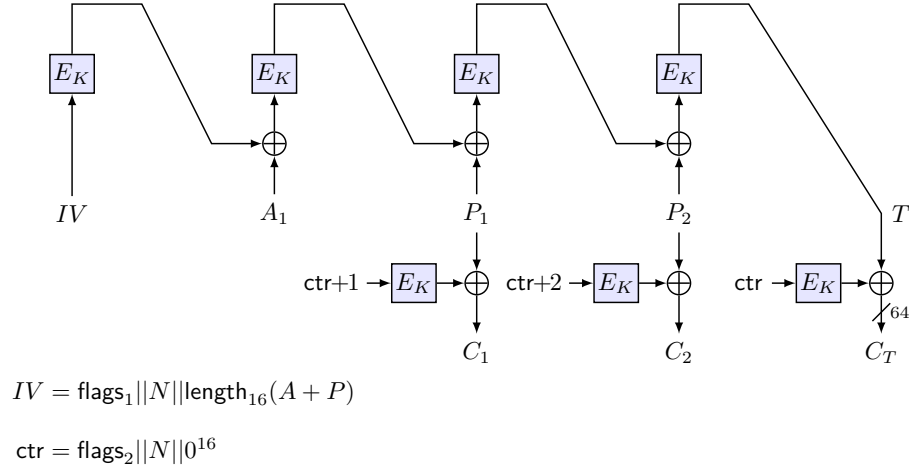 E_K E_K E_K E_K
IV A_1 P_1 P_2 T
ctr+1 E_K ctr+2 E_K ctr E_K
64
C_1 C_2 C_T
IV = flags_1||N||length_16(A + P)
ctr = flags_2||N||0^16